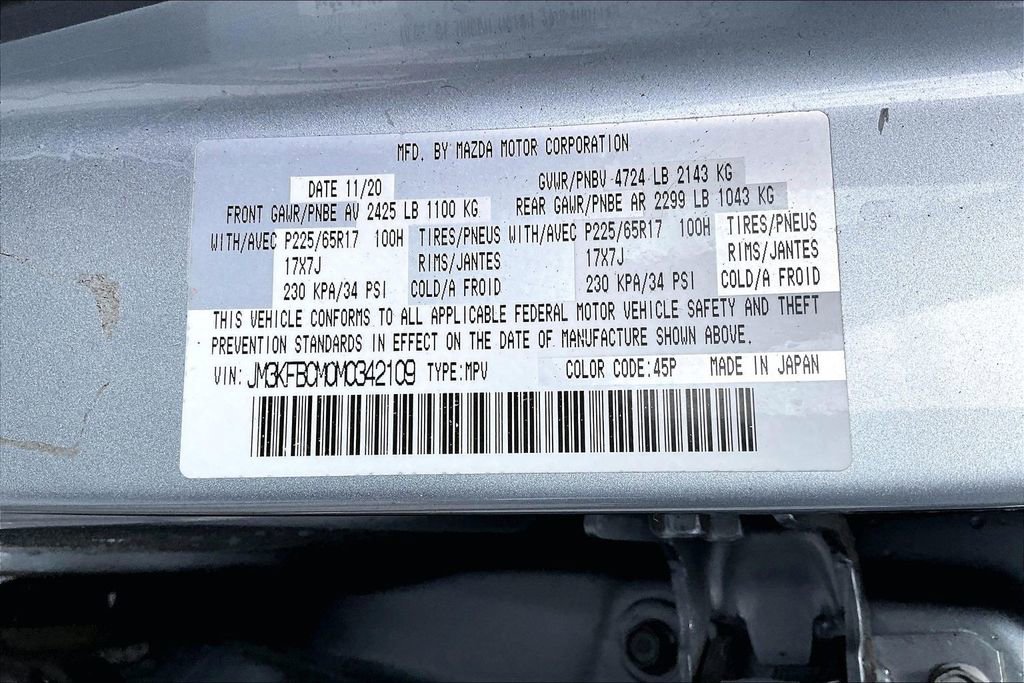 MFD. BY MAZDA MOTOR CORPORATION
DATE 11/20 GVWR/PNBV 4724 LB 2143 KG
FRONT GAWR/PNBE AV 2425 LB 1100 KG REAR GAWR/PNBE AR 2299 LB 1043 KG
WITH/AVEC P225/65R17 100H TIRES/PNEUS WITH/AVEC P225/65R17 100H TIRES/PNEUS
17X7J RIMS/JANTES 17X7J RIMS/JANTES
230 KPA/34 PSI COLD/A FROID 230 KPA/34 PSI COLD/A FROID
THIS VEHICLE CONFORMS TO ALL APPLICABLE FEDERAL MOTOR VEHICLE SAFETY AND THEFT
PREVENTION STANDARDS IN EFFECT ON THE DATE OF MANUFACTURE SHOWN ABOVE.
VIN: JM3KFBCM0M0342109 TYPE:MPV COLOR CODE:45P MADE IN JAPAN